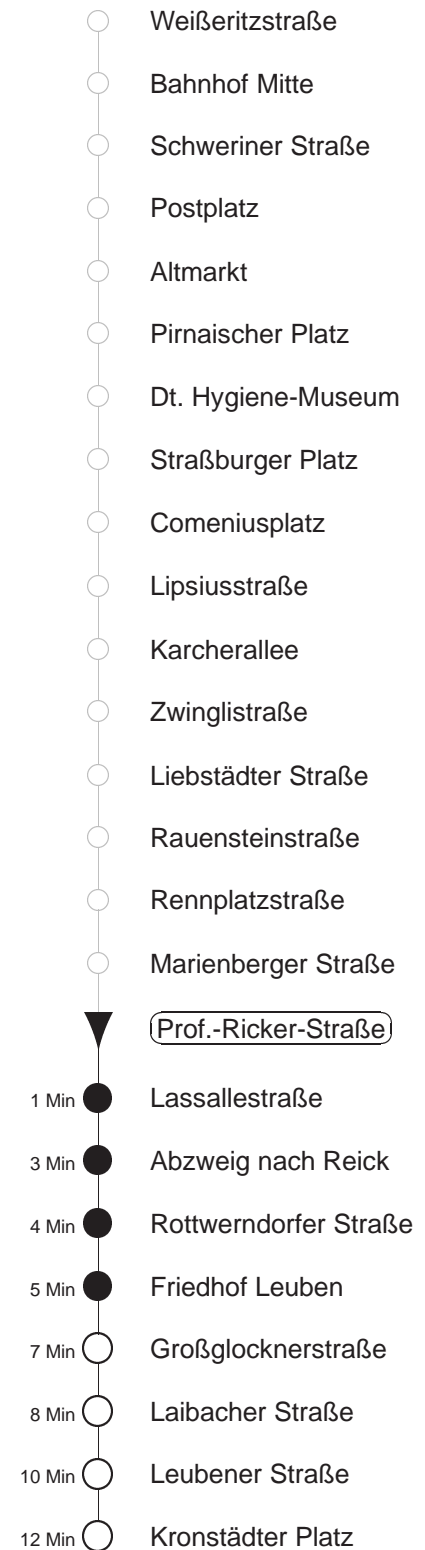 Weißeritzstraße
Bahnhof Mitte
Schweriner Straße
Postplatz
Altmarkt
Pirnaischer Platz
Dt. Hygiene-Museum
Straßburger Platz
Comeniusplatz
Lipsiusstraße
Karcherallee
Zwinglistraße
Liebstädter Straße
Rauensteinstraße
Rennplatzstraße
Marienberger Straße
Prof.-Ricker-Straße
1 Min Lassallestraße
3 Min Abzweig nach Reick
4 Min Rottwerndorfer Straße
5 Min Friedhof Leuben
7 Min Großglocknerstraße
8 Min Laibacher Straße
10 Min Leubener Straße
12 Min Kronstädter Platz